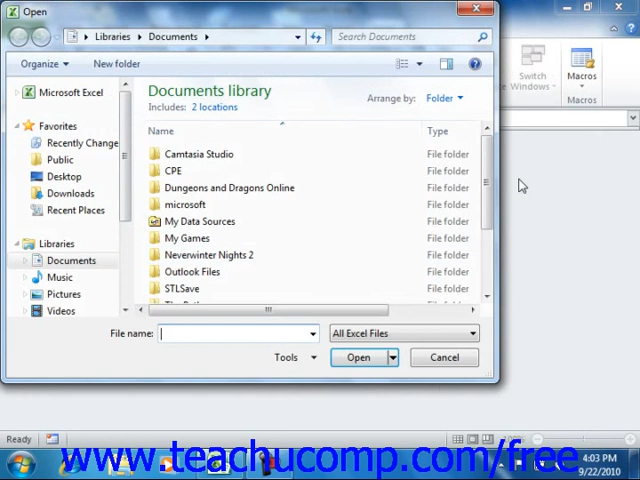 Open
Libraries Documents
Search Documents
Organize New folder
Microsoft Excel
Favorites
Recently Change
Public
Desktop
Downloads
Recent Places
Libraries
Documents
Music
Pictures
Videos
Documents library
Includes: 2 locations
Arrange by: Folder
Name Type
Camtasia Studio File folder
CPE File folder
Dungeons and Dragons Online File folder
microsoft File folder
My Data Sources File folder
My Games File folder
Neverwinter Nights 2 File folder
Outlook Files File folder
STLSave File folder
File name:
All Excel Files
Tools Open Cancel
Switch
Windows
Macros
Macros
Ready
100%
www.teachucomp.com/free
4:03 PM
9/22/2010